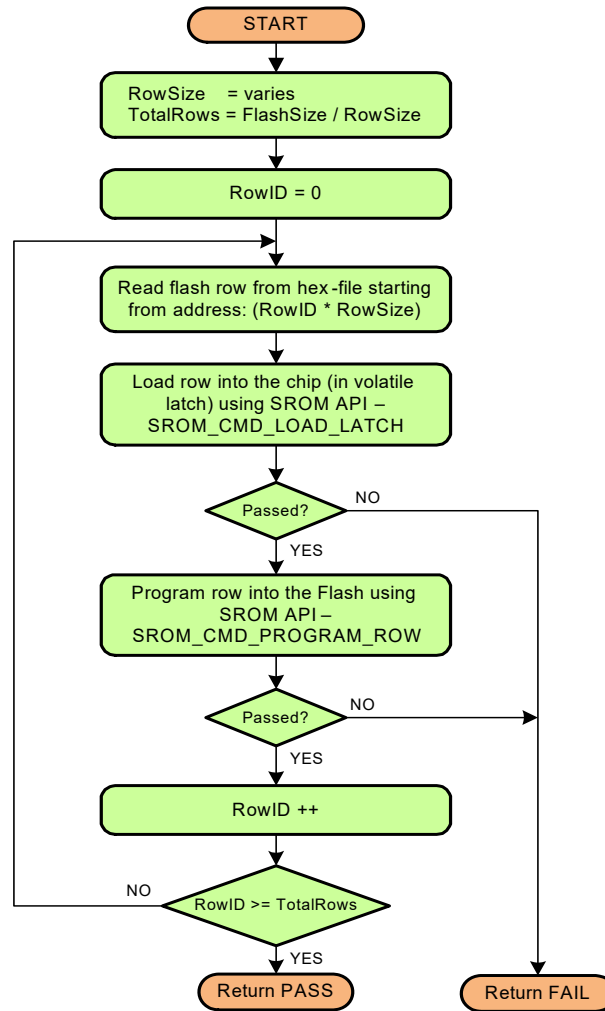 START
RowSize = varies
TotalRows = FlashSize / RowSize
RowID = 0
Read flash row from hex-file starting
from address: (RowID * RowSize)
Load row into the chip (in volatile
latch) using SROM API –
SROM_CMD_LOAD_LATCH
Passed?
NO
YES
Program row into the Flash using
SROM API –
SROM_CMD_PROGRAM_ROW
Passed?
NO
YES
RowID ++
NO
RowID >= TotalRows
YES
Return PASS
Return FAIL